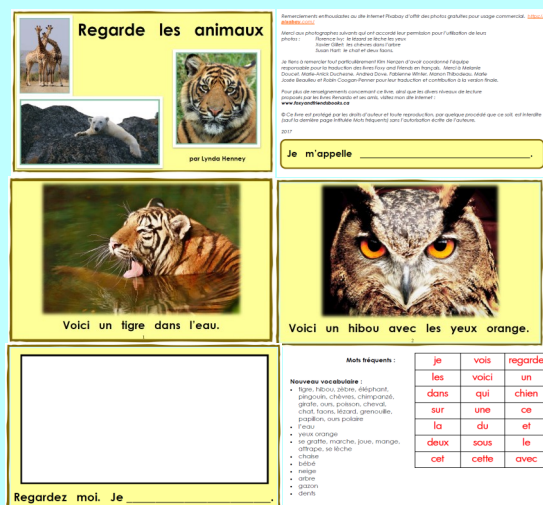 Regarde les animaux
par Lynda Henney
Remerciements enthousiastes au site internet Pixabay d'offrir des photos gratuites pour usage commercial.
Merci aux photographes suivants qui ont accordé leur permission pour l'utilisation de leurs
photos :
Florence Ivo: le lézard se lèche les yeux
Xavier Gillert: les chèvres dans l'arbre
Susan Harit: le chat et deux faons.
Je tiens à remercier tout particulièrement Kim Hanzen d'avoir coordonné l'équipe
responsable pour la traduction des livres Foxy and Friends en français. Merci à Mélanie
Doucet, Marie-Anick Duchesne, Andrea Dove, Fabienne Winter, Manon Thibodeau, Marie
Josée Beaulieu et Robin Coogan-Penner pour leur traduction et contribution à la version finale.
Pour plus de renseignements concernant ce livre, ainsi que les divers niveaux de lecture
proposés par les livres Renardo et ses amis, visitez mon site internet :
www.foxyandfriendsbooks.ca
© Ce livre est protégé par les droits d'auteur et toute reproduction, par quelque procédé que ce soit, est interdite
(sauf la dernière page intitulée Mots fréquents) sans l'autorisation écrite de l'auteure.
2017
Je m'appelle ______________________.
Voici un tigre dans l'eau.
1
Voici un hibou avec les yeux orange.
2
Regardez moi. Je ______________________.
Mots fréquents :
je vois regarde
les voici un
dans qui chien
sur une ce
la du et
deux sous le
cet cette avec
Nouveau vocabulaire :
• tigre, hibou, zèbre, éléphant,
pingouin, chèvres, chimpanzé,
girafe, ours, poisson, cheval,
chat, faons, lézard, grenouille,
papillon, ours polaire
• l'eau
• yeux orange
• se gratte, marche, joue, mange,
attrape, se lèche
• chaise
• bébé
• neige
• arbre
• gazon
• dents